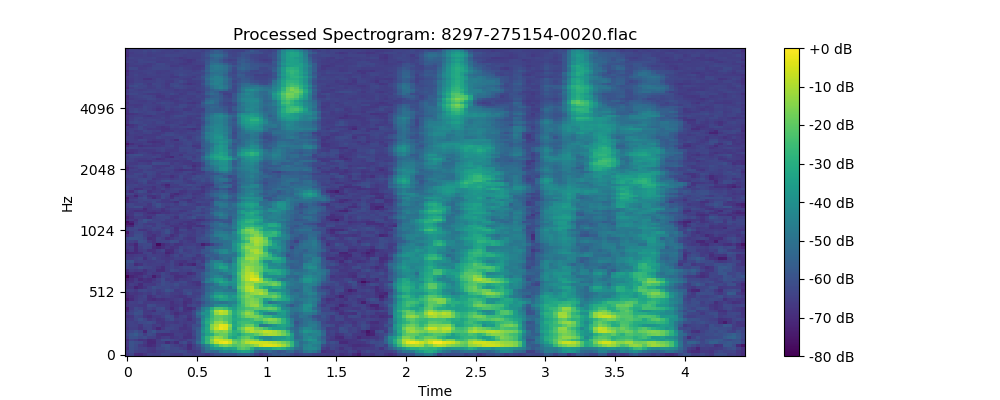 Processed Spectrogram: 8297-275154-0020.flac
Hz
4096
2048
1024
512
0
0 0.5 1 1.5 2 2.5 3 3.5 4
Time
+0 dB
-10 dB
-20 dB
-30 dB
-40 dB
-50 dB
-60 dB
-70 dB
-80 dB